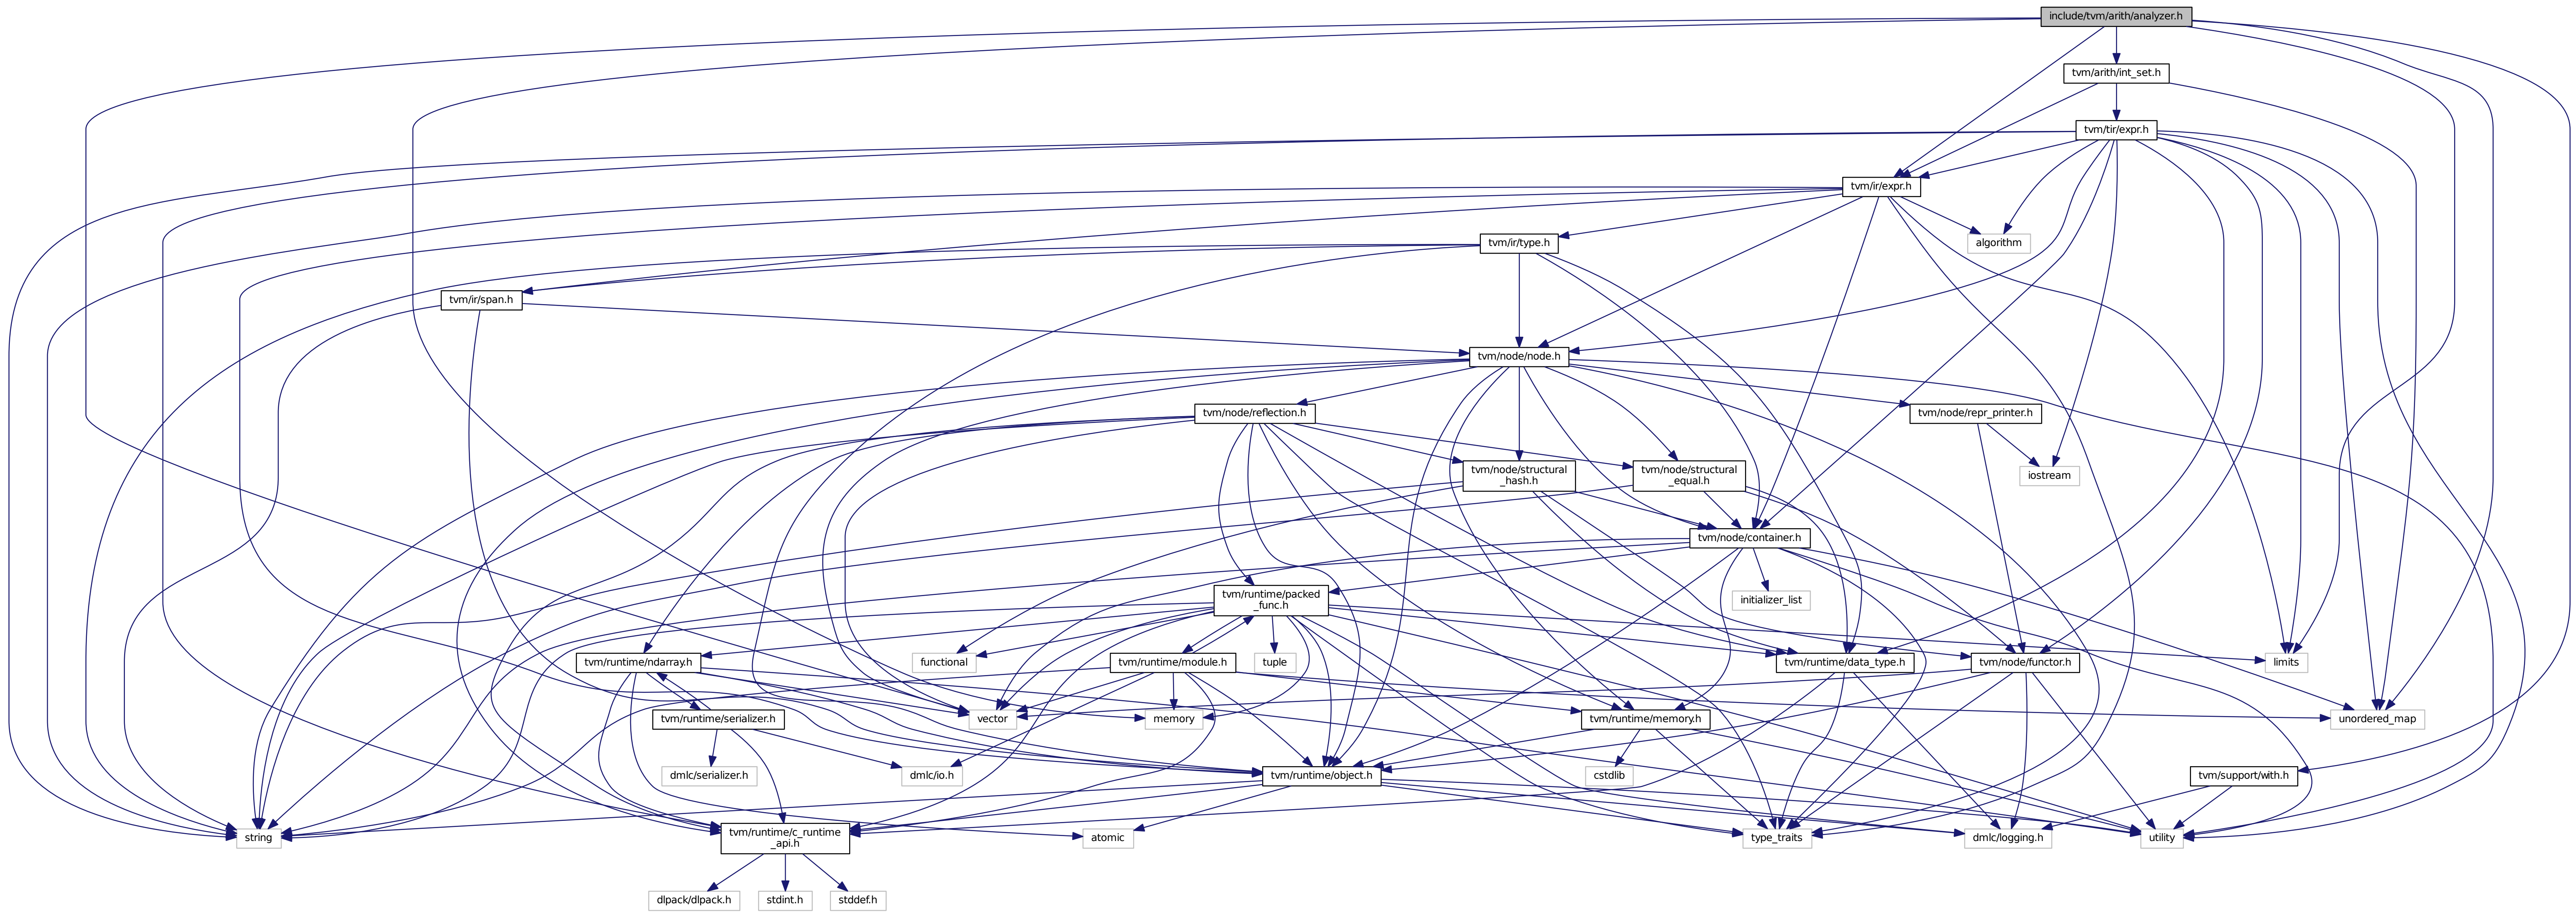 include/tvm/arith/analyzer.h
tvm/arith/int_set.h
tvm/tir/expr.h
tvm/ir/expr.h
tvm/ir/type.h
algorithm
tvm/ir/span.h
tvm/node/node.h
tvm/node/reflection.h
tvm/node/repr_printer.h
tvm/node/structural
_hash.h
tvm/node/structural
_equal.h
iostream
tvm/node/container.h
tvm/runtime/packed
_func.h
initializer_list
tvm/runtime/ndarray.h
functional
tvm/runtime/module.h
tuple
tvm/runtime/data_type.h
tvm/node/functor.h
limits
tvm/runtime/serializer.h
vector
memory
tvm/runtime/memory.h
unordered_map
dmlc/serializer.h
dmlc/io.h
tvm/runtime/object.h
cstdlib
tvm/support/with.h
string
tvm/runtime/c_runtime
_api.h
atomic
type_traits
dmlc/logging.h
utility
dlpack/dlpack.h
stdint.h
stddef.h